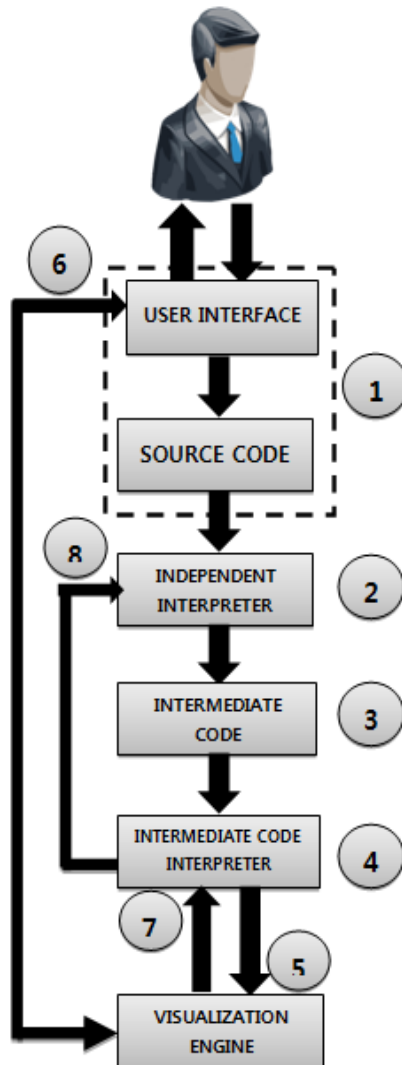 6
USER INTERFACE
1
SOURCE CODE
8
INDEPENDENT
INTERPRETER
2
INTERMEDIATE
CODE
3
INTERMEDIATE CODE
INTERPRETER
4
7
5
VISUALIZATION
ENGINE